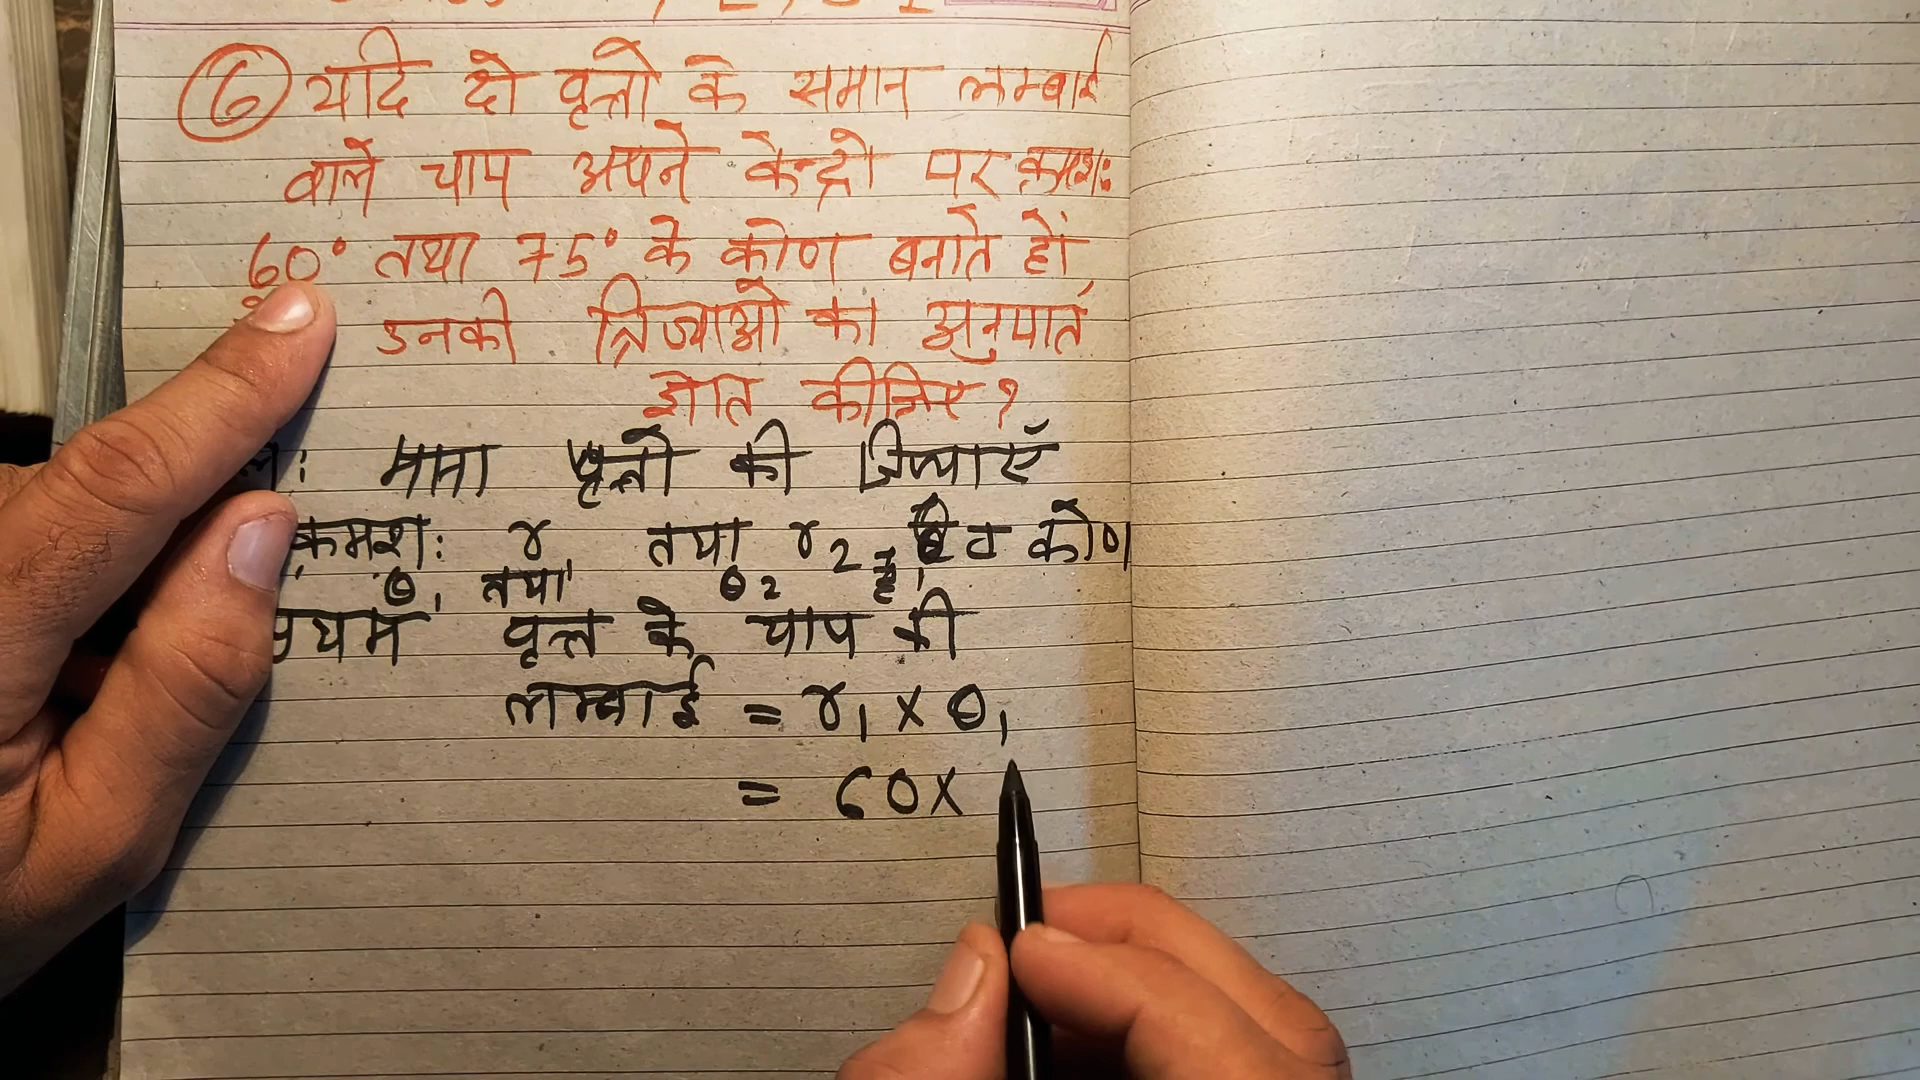 6 यदि दो वृत्तो के समान लम्बाई
वाले चाप अपने केन्द्रो पर क्रमशः
60° तथा 75° के कोण बनाते हों
उनकी त्रिज्याओ का अनुपात
ज्ञात कीजिए ?
माना वृत्तो की त्रिज्याएँ
क्रमशः r1 तथा r2 है, व कोण
θ1 तथा θ2 है
प्रथम वृत्त के चाप की
लम्बाई = r1 × θ1
= 60×